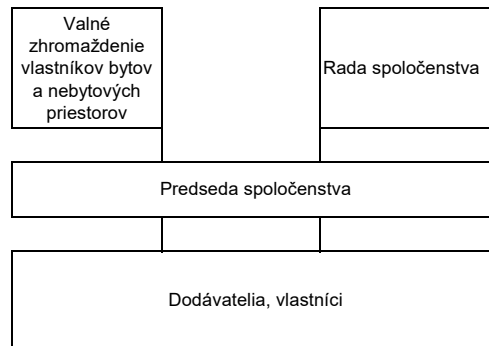 Valné
zhromaždenie
vlastníkov bytov
a nebytových
priestorov
Rada spoločenstva
Predseda spoločenstva
Dodávatelia, vlastníci